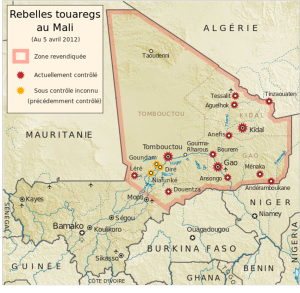 Rebelles touaregs
au Mali
(Au 5 avril 2012)
Zone revendiquée
Actuellement contrôlé
Sous contrôle inconnu
(précédemment contrôlé)
ALGÉRIE
Taoudenni
MAURITANIE
TOMBOUCTOU
Tessalit
Tinzaouaten
Aguelhok
KIDAL
Kidal
Anefis
Tombouctou
Gourma-
Rharous
Bourem
GAO
Goundam
Gao
Léré
Diré
Niafunké
Ansongo
Ménaka
Andéramboukane
Douentza
Mopti
NIGER
Niamey
SÉNÉGAL
Kayes
Ségou
Bamako
Koulikoro
Ouagadougou
BURKINA FASO
Sikasso
GUINÉE
BÉNIN
NIGERIA
GHANA
CÔTE D'IVOIRE